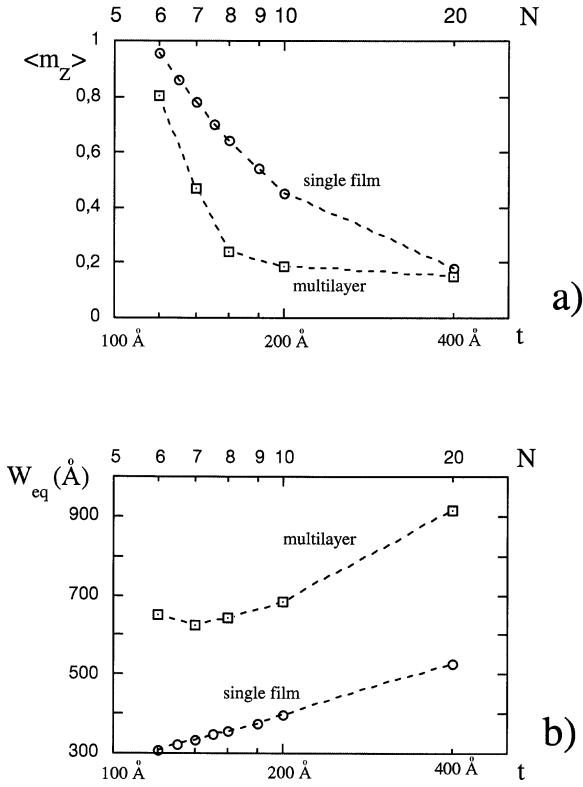 5 6 7 8 9 10 20 N
<m_z>
1
0,8
0,6
0,4
0,2
0
single film
multilayer
a)
100 Å 200 Å 400 Å t
5 6 7 8 9 10 20 N
W_eq (Å)
900
700
500
300
multilayer
single film
b)
100 Å 200 Å 400 Å t